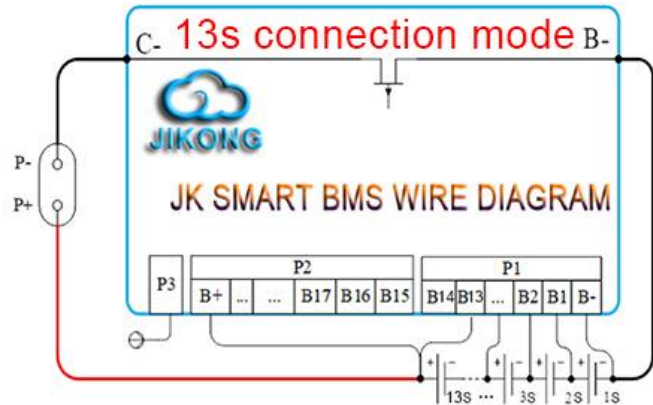 C- 13s connection mode B-
JIKONG
P-
P+
JK SMART BMS WIRE DIAGRAM
P3
P2
P1
B+ ... ... B17 B16 B15
B14 B13 ... B2 B1 B-
+ - + - + - + -
13S ... 3S 2S 1S